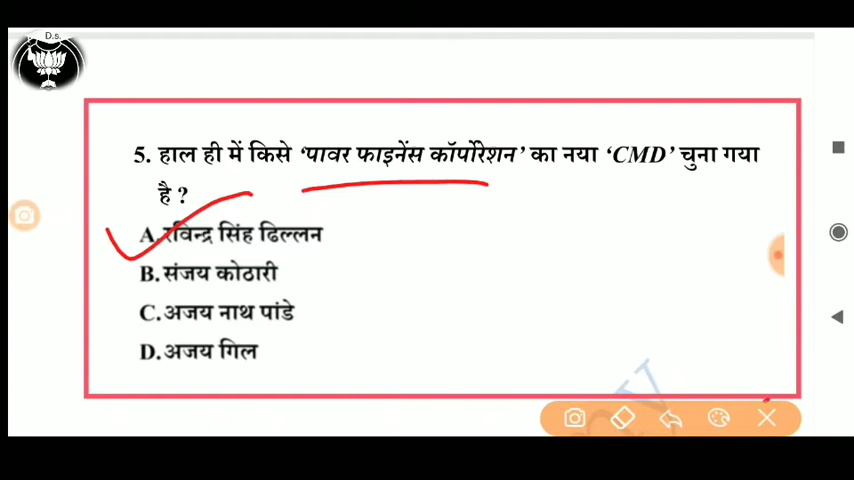 D.s.
5. हाल ही में किसे ‘पावर फाइनेंस कॉर्पोरेशन’ का नया ‘CMD’ चुना गया
है ?
A. रविन्द्र सिंह ढिल्लन
B. संजय कोठारी
C. अजय नाथ पांडे
D. अजय गिल